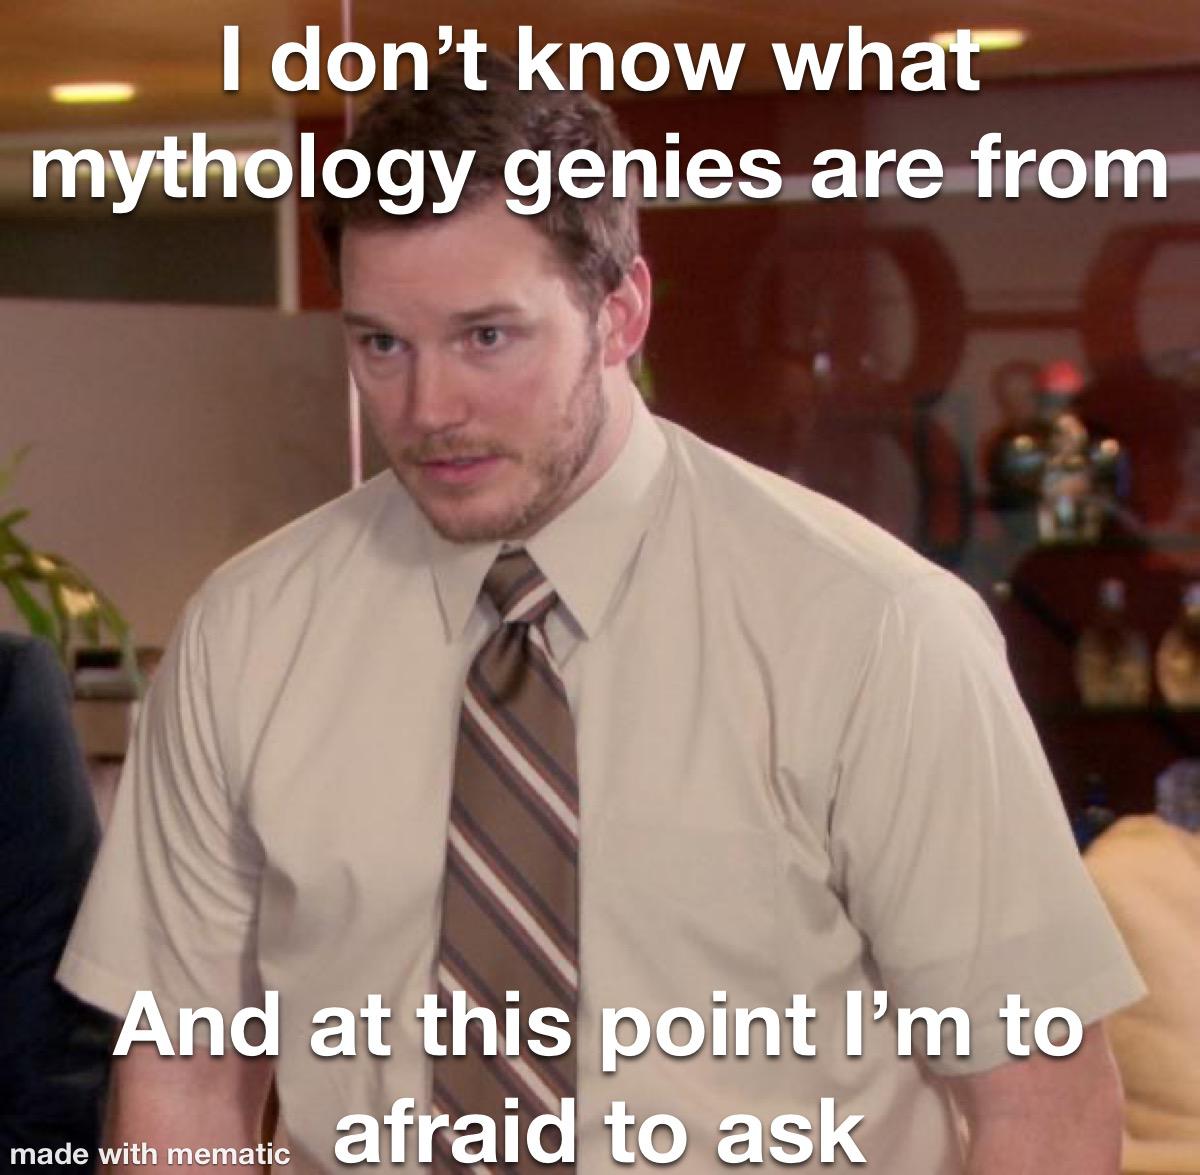 I don’t know what
mythology genies are from
And at this point I’m to
afraid to ask
made with mematic